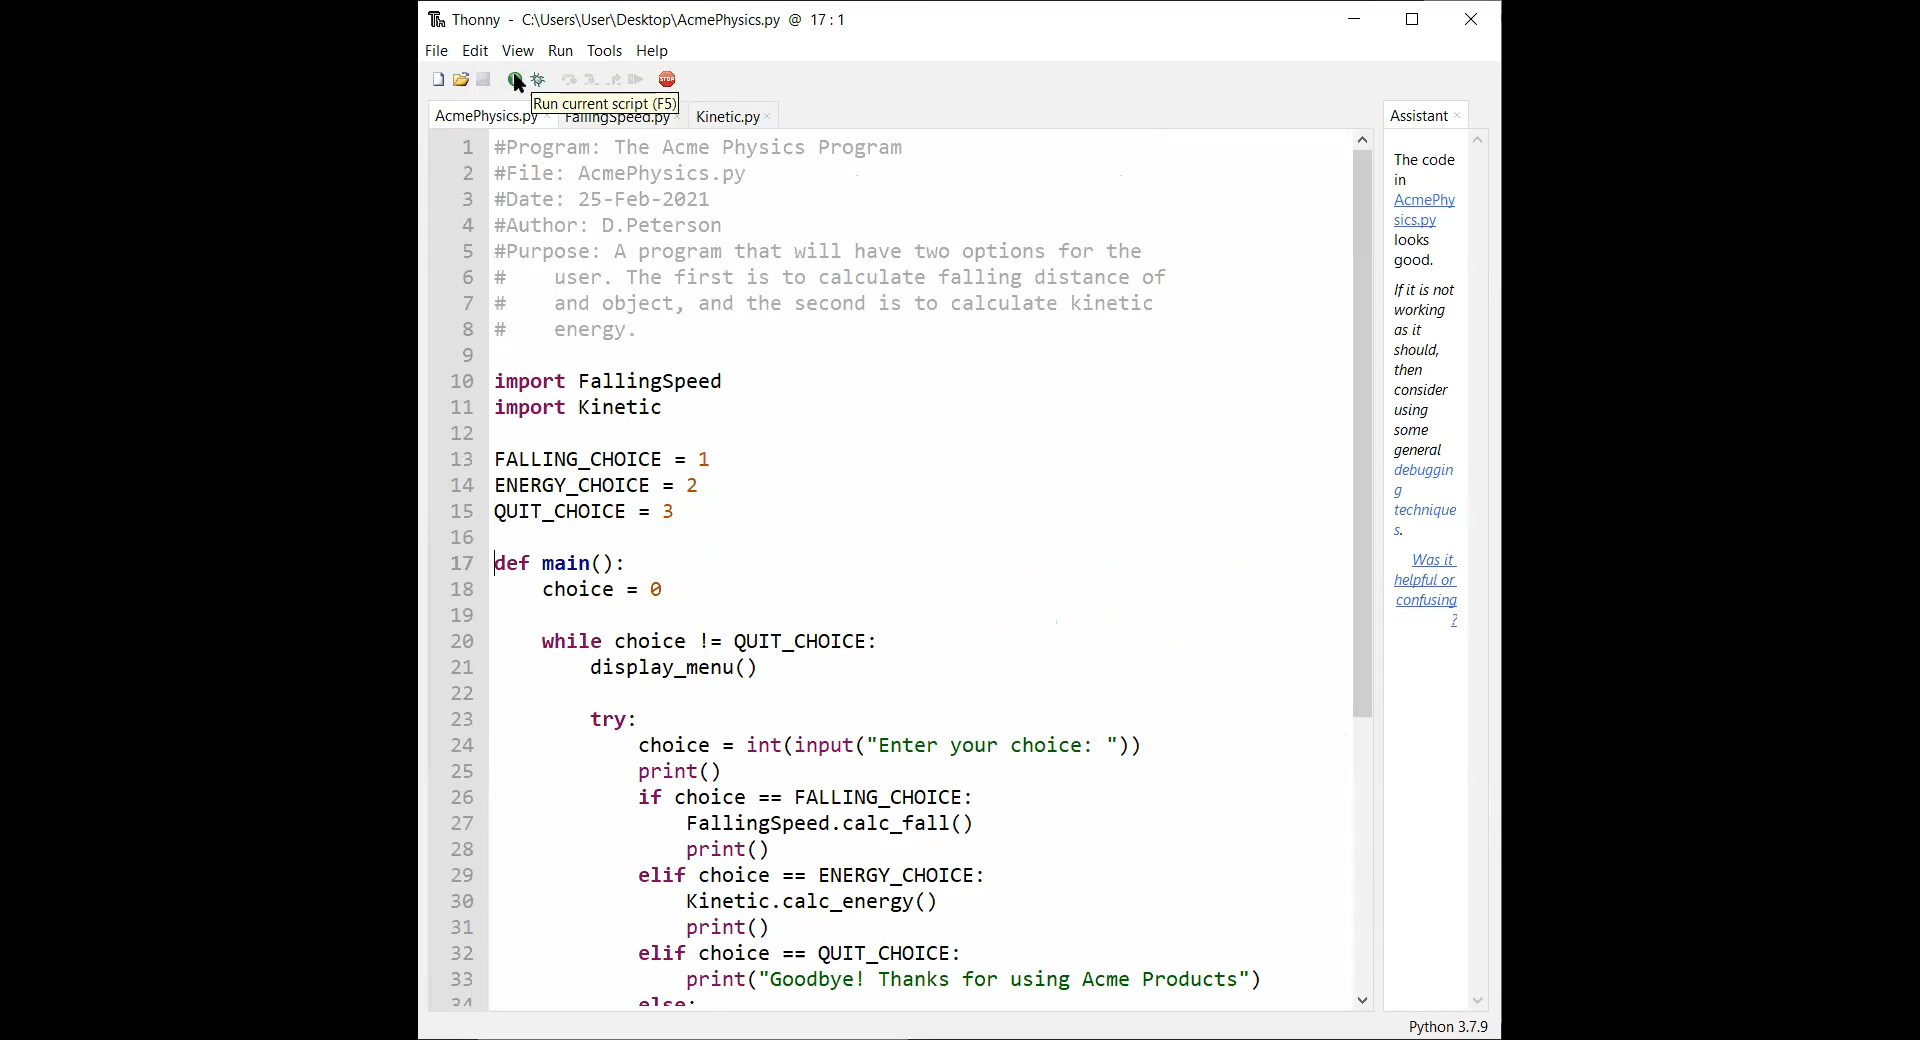 Thonny - C:\Users\User\Desktop\AcmePhysics.py @ 17 : 1
File Edit View Run Tools Help
STOP
Run current script (F5)
AcmePhysics.py × FallingSpeed.py × Kinetic.py ×
1 #Program: The Acme Physics Program
2 #File: AcmePhysics.py
3 #Date: 25-Feb-2021
4 #Author: D.Peterson
5 #Purpose: A program that will have two options for the
6 #    user. The first is to calculate falling distance of
7 #    and object, and the second is to calculate kinetic
8 #    energy.
9
10 import FallingSpeed
11 import Kinetic
12
13 FALLING_CHOICE = 1
14 ENERGY_CHOICE = 2
15 QUIT_CHOICE = 3
16
17 def main():
18     choice = 0
19
20     while choice != QUIT_CHOICE:
21         display_menu()
22
23         try:
24             choice = int(input("Enter your choice: "))
25             print()
26             if choice == FALLING_CHOICE:
27                 FallingSpeed.calc_fall()
28                 print()
29             elif choice == ENERGY_CHOICE:
30                 Kinetic.calc_energy()
31                 print()
32             elif choice == QUIT_CHOICE:
33                 print("Goodbye! Thanks for using Acme Products")
34             else:
Assistant ×
The code
in
AcmePhy
sics.py
looks
good.
If it is not
working
as it
should,
then
consider
using
some
general
debuggin
g
technique
s.
Was it
helpful or
confusing
?
Python 3.7.9